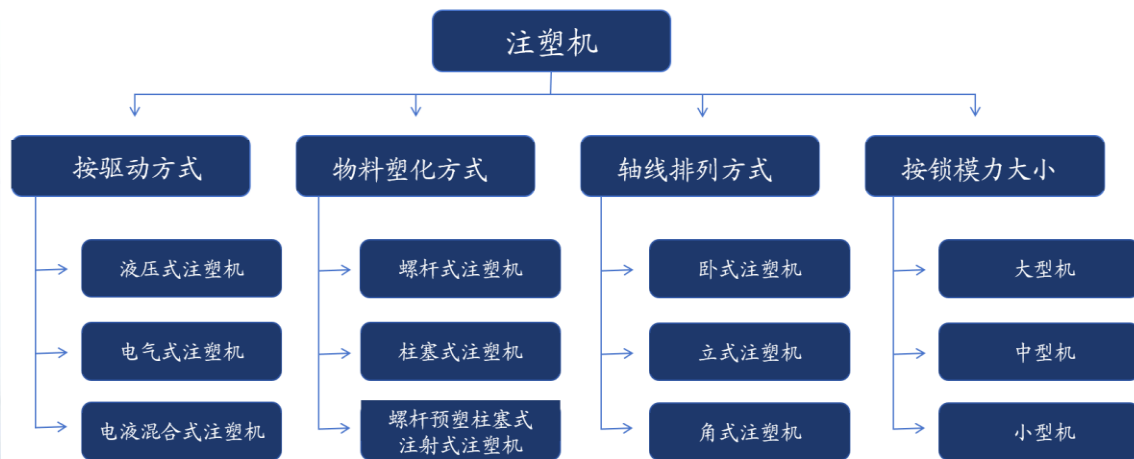 注塑机
按驱动方式
物料塑化方式
轴线排列方式
按锁模力大小
液压式注塑机
螺杆式注塑机
卧式注塑机
大型机
电气式注塑机
柱塞式注塑机
立式注塑机
中型机
电液混合式注塑机
螺杆预塑柱塞式
注射式注塑机
角式注塑机
小型机